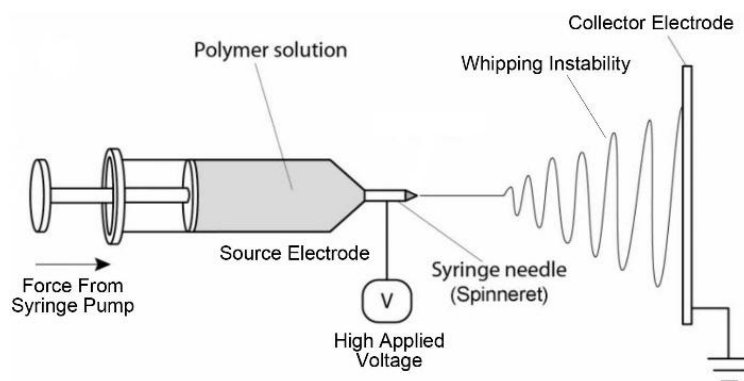 Collector Electrode
Polymer solution
Whipping Instability
Source Electrode
Syringe needle
(Spinneret)
Force From
Syringe Pump
V
High Applied
Voltage